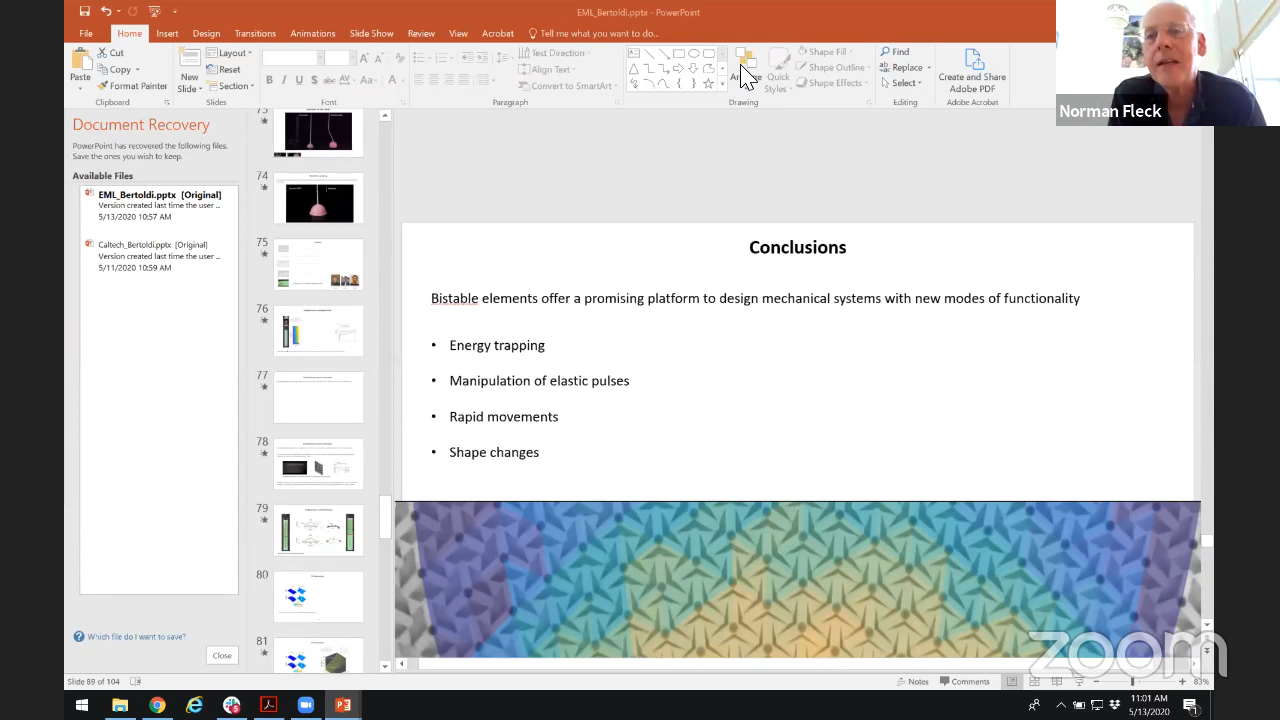 EML_Bertoldi.pptx - PowerPoint
File Home Insert Design Transitions Animations Slide Show Review View Acrobat Tell me what you want to do...
Paste
Cut
Copy
Format Painter
Clipboard
New Slide
Layout
Reset
Section
Slides
B I U S abc AV Aa A
Font
Text Direction
Align Text
Convert to SmartArt
Paragraph
Quick Styles
Shape Fill
Shape Outline
Shape Effects
Drawing
Find
Replace
Select
Editing
Create and Share
Adobe PDF
Adobe Acrobat
Norman Fleck
Document Recovery
PowerPoint has recovered the following files.
Save the ones you wish to keep.
Available Files
EML_Bertoldi.pptx [Original]
Version created last time the user ...
5/13/2020 10:57 AM
Caltech_Bertoldi.pptx [Original]
Version created last time the user ...
5/11/2020 10:59 AM
Which file do I want to save?
Close
74
75
76
77
78
79
80
81
Conclusions
Bistable elements offer a promising platform to design mechanical systems with new modes of functionality
• Energy trapping
• Manipulation of elastic pulses
• Rapid movements
• Shape changes
zoom
Slide 89 of 104
Notes
Comments
83%
11:01 AM
5/13/2020
1